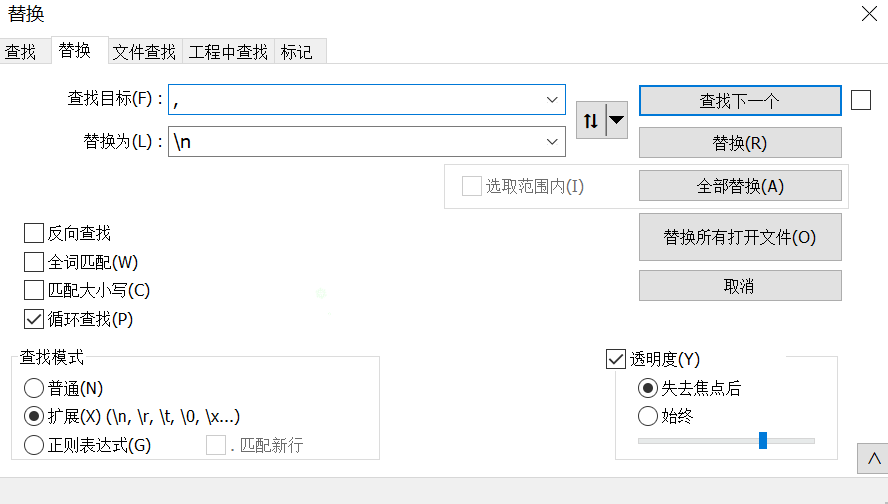 替换
查找 替换 文件查找 工程中查找 标记
查找目标(F)： ,
查找下一个
替换为(L)： \n
替换(R)
选取范围内(I)
全部替换(A)
替换所有打开文件(O)
取消
反向查找
全词匹配(W)
匹配大小写(C)
循环查找(P)
查找模式
普通(N)
扩展(X) (\n, \r, \t, \0, \x...)
正则表达式(G) . 匹配新行
透明度(Y)
失去焦点后
始终